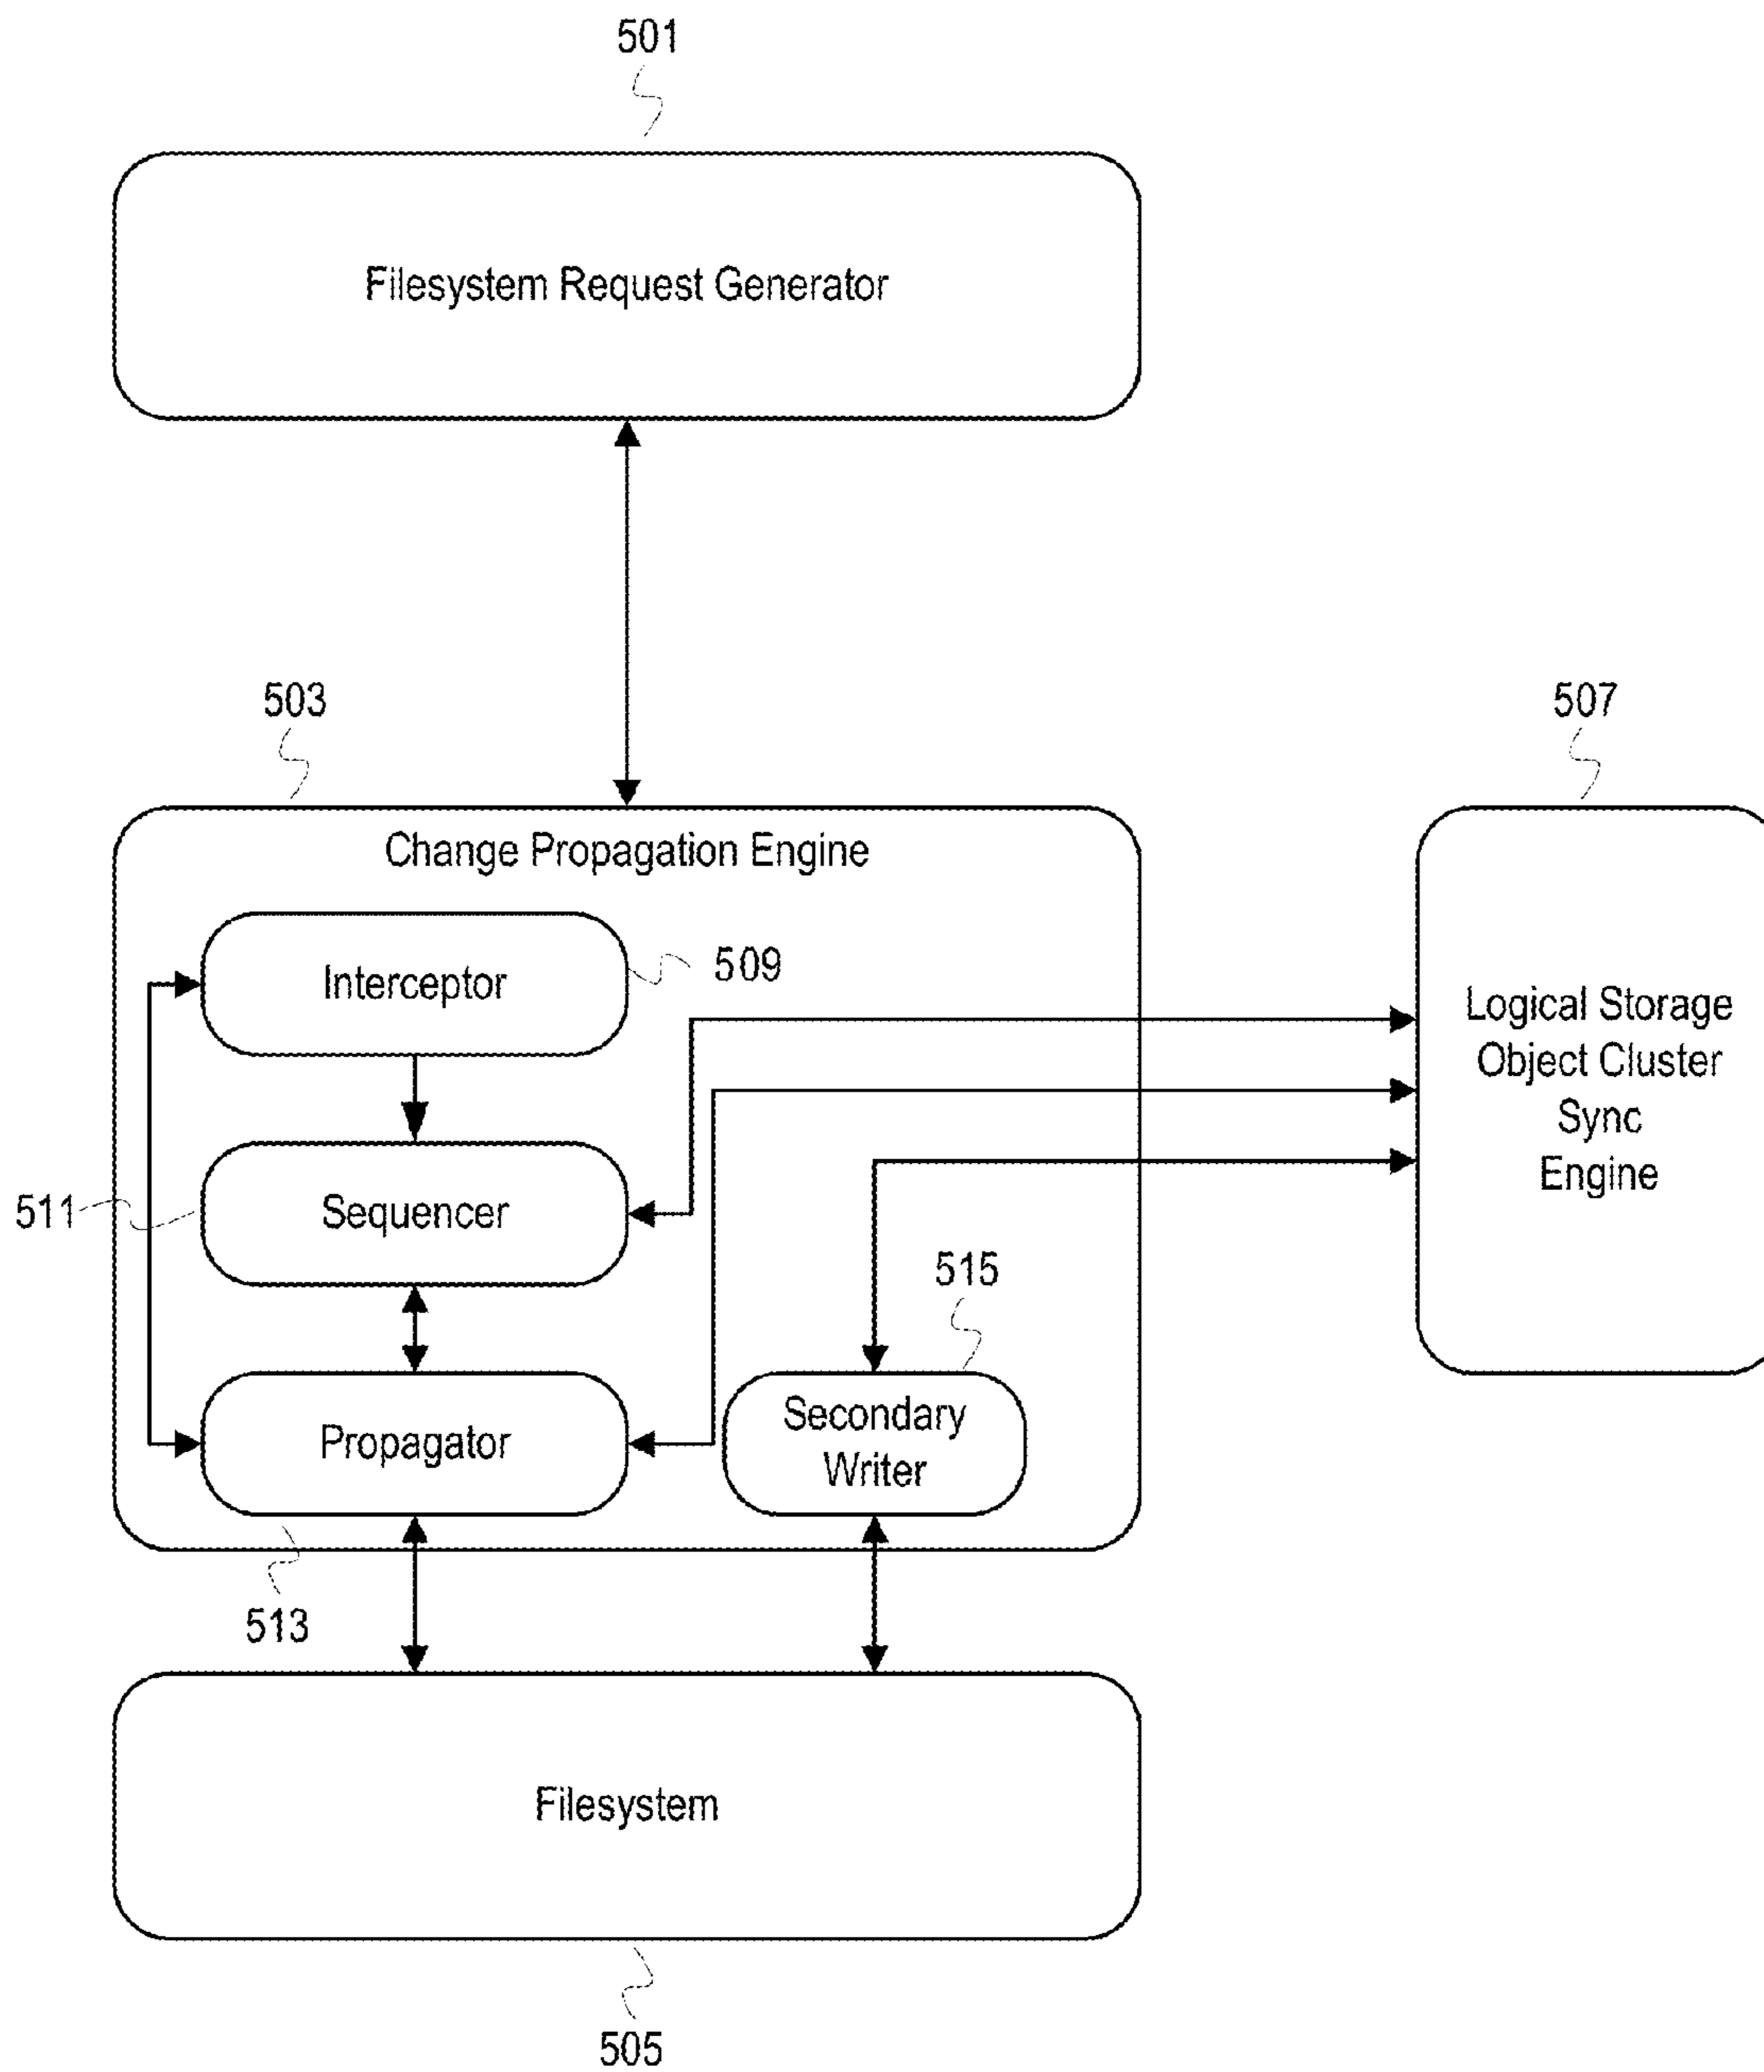 501
Filesystem Request Generator
503
507
Change Propagation Engine
Interceptor
509
Logical Storage
Object Cluster
Sync
Engine
511
Sequencer
515
Propagator
Secondary
Writer
513
Filesystem
505